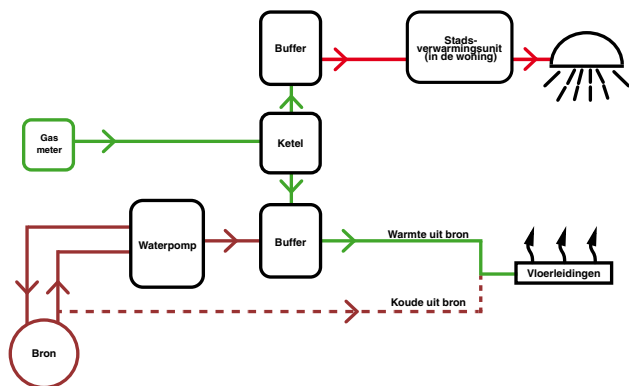 Buffer
Stads-
verwarmingsunit
(in de woning)
Gas
meter
Ketel
Waterpomp
Buffer
Warmte uit bron
Vloerleidingen
Koude uit bron
Bron